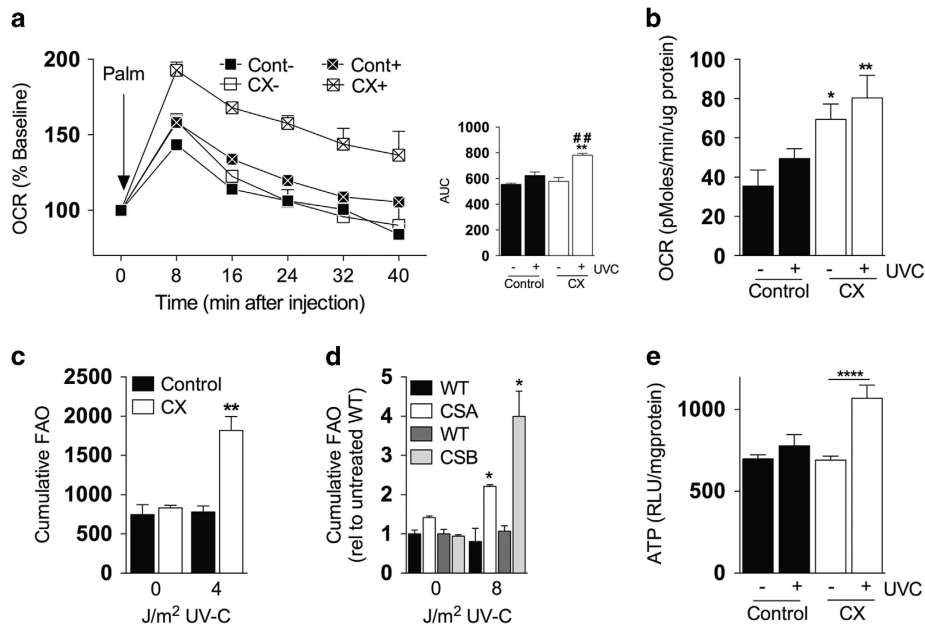 a
OCR (% Baseline)
200
150
100
Palm
Cont-
CX-
Cont+
CX+
0 8 16 24 32 40
Time (min after injection)
AUC
1000
800
600
400
200
0
##
**
- + - + UVC
Control CX
b
OCR (pMoles/min/ug protein)
100
80
60
40
20
0
*
**
- + - + UVC
Control CX
c
Cumulative FAO
2500
2000
1500
1000
500
0
Control
CX
**
0 4
J/m² UV-C
d
Cumulative FAO
(rel to untreated WT)
5
4
3
2
1
0
WT
CSA
WT
CSB
*
*
0 8
J/m² UV-C
e
ATP (RLU/mgprotein)
1000
500
0
****
- + - + UVC
Control CX